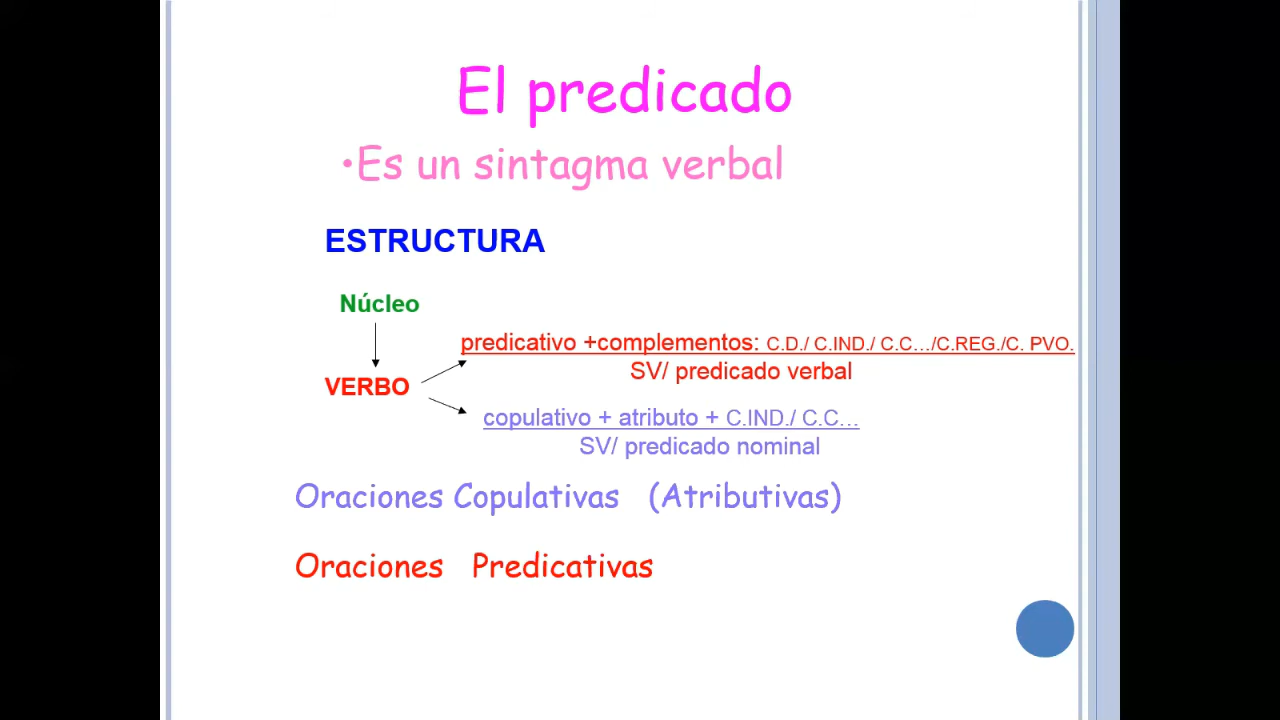 El predicado
•Es un sintagma verbal
ESTRUCTURA
Núcleo
predicativo +complementos: C.D./ C.IND./ C.C…/C.REG./C. PVO.
SV/ predicado verbal
VERBO
copulativo + atributo + C.IND./ C.C…
SV/ predicado nominal
Oraciones Copulativas (Atributivas)
Oraciones Predicativas